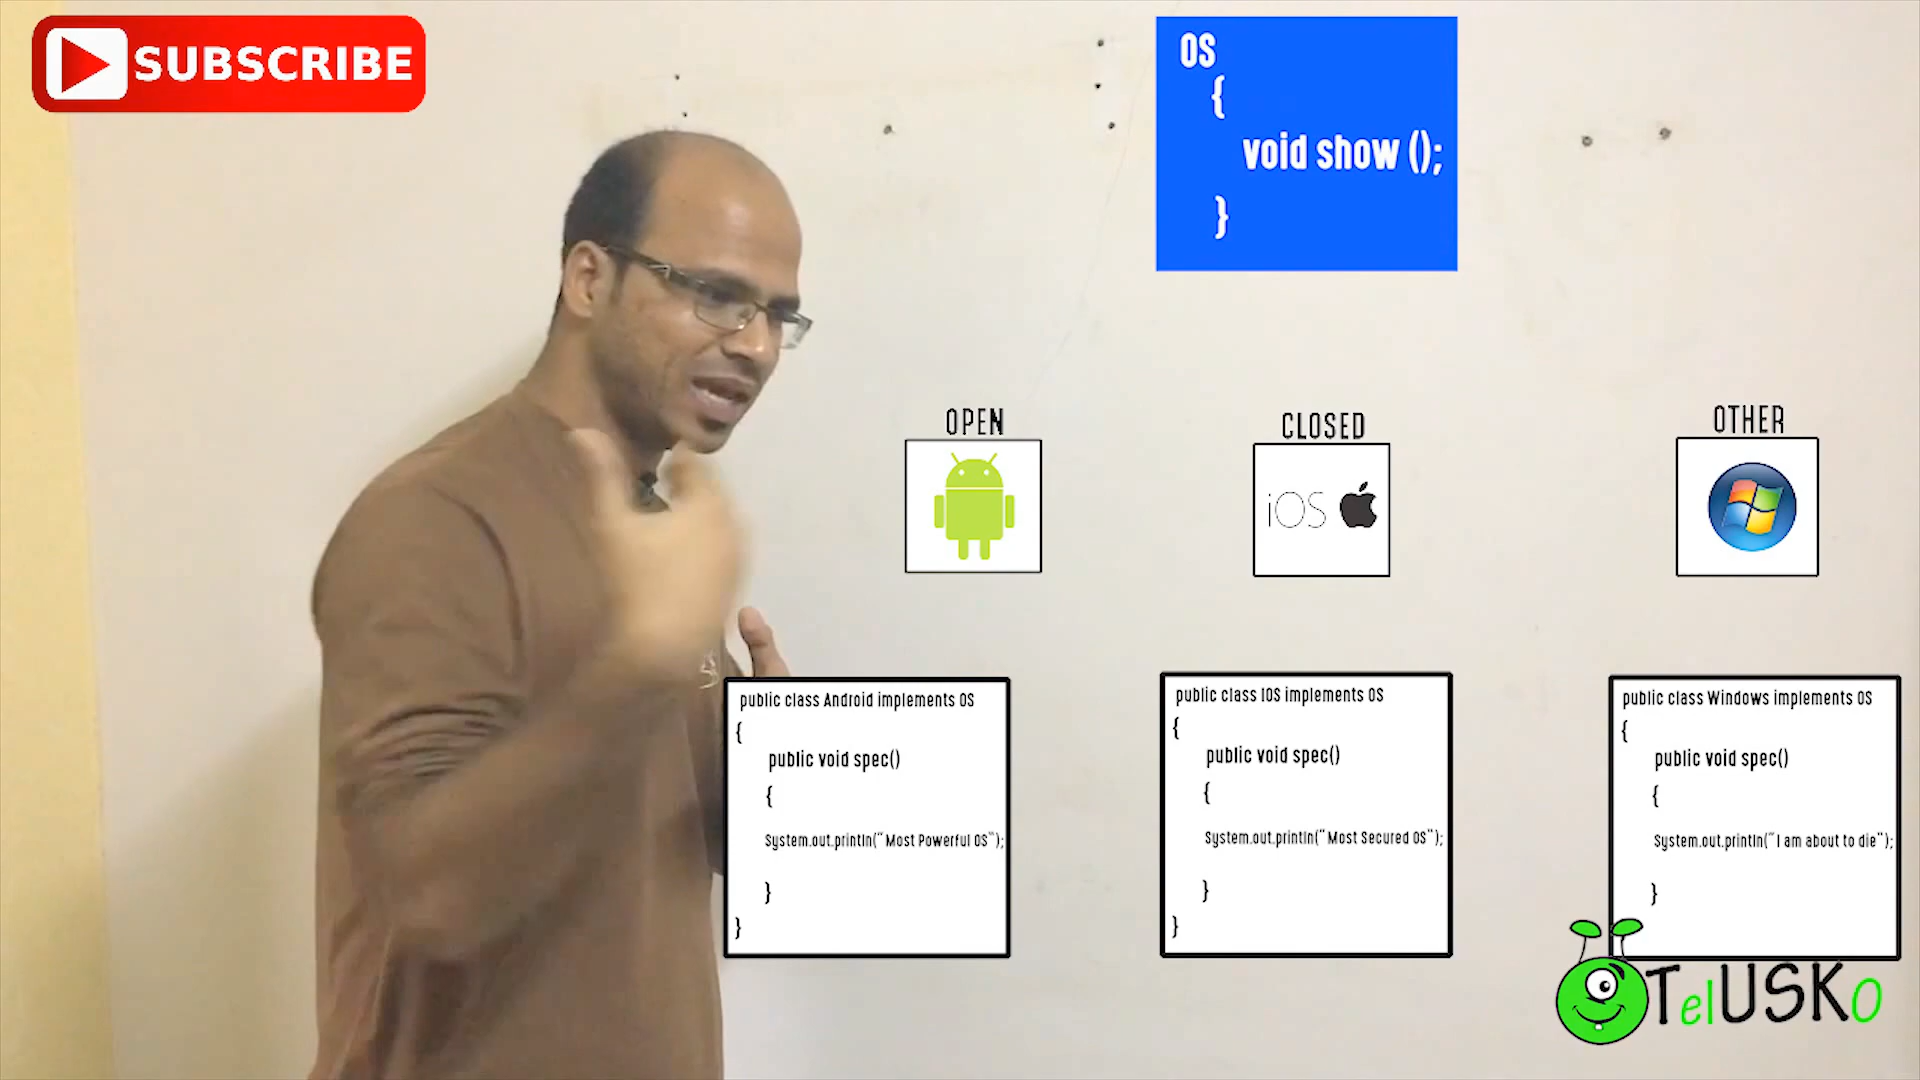 SUBSCRIBE
OS
{
void show ();
}
OPEN
CLOSED
OTHER
iOS
public class Android implements OS
{
public void spec()
{
System.out.println("Most Powerful OS");
}
}
public class IOS implements OS
{
public void spec()
{
System.out.println("Most Secured OS");
}
}
public class Windows implements OS
{
public void spec()
{
System.out.println("I am about to die");
}
TelUSKO